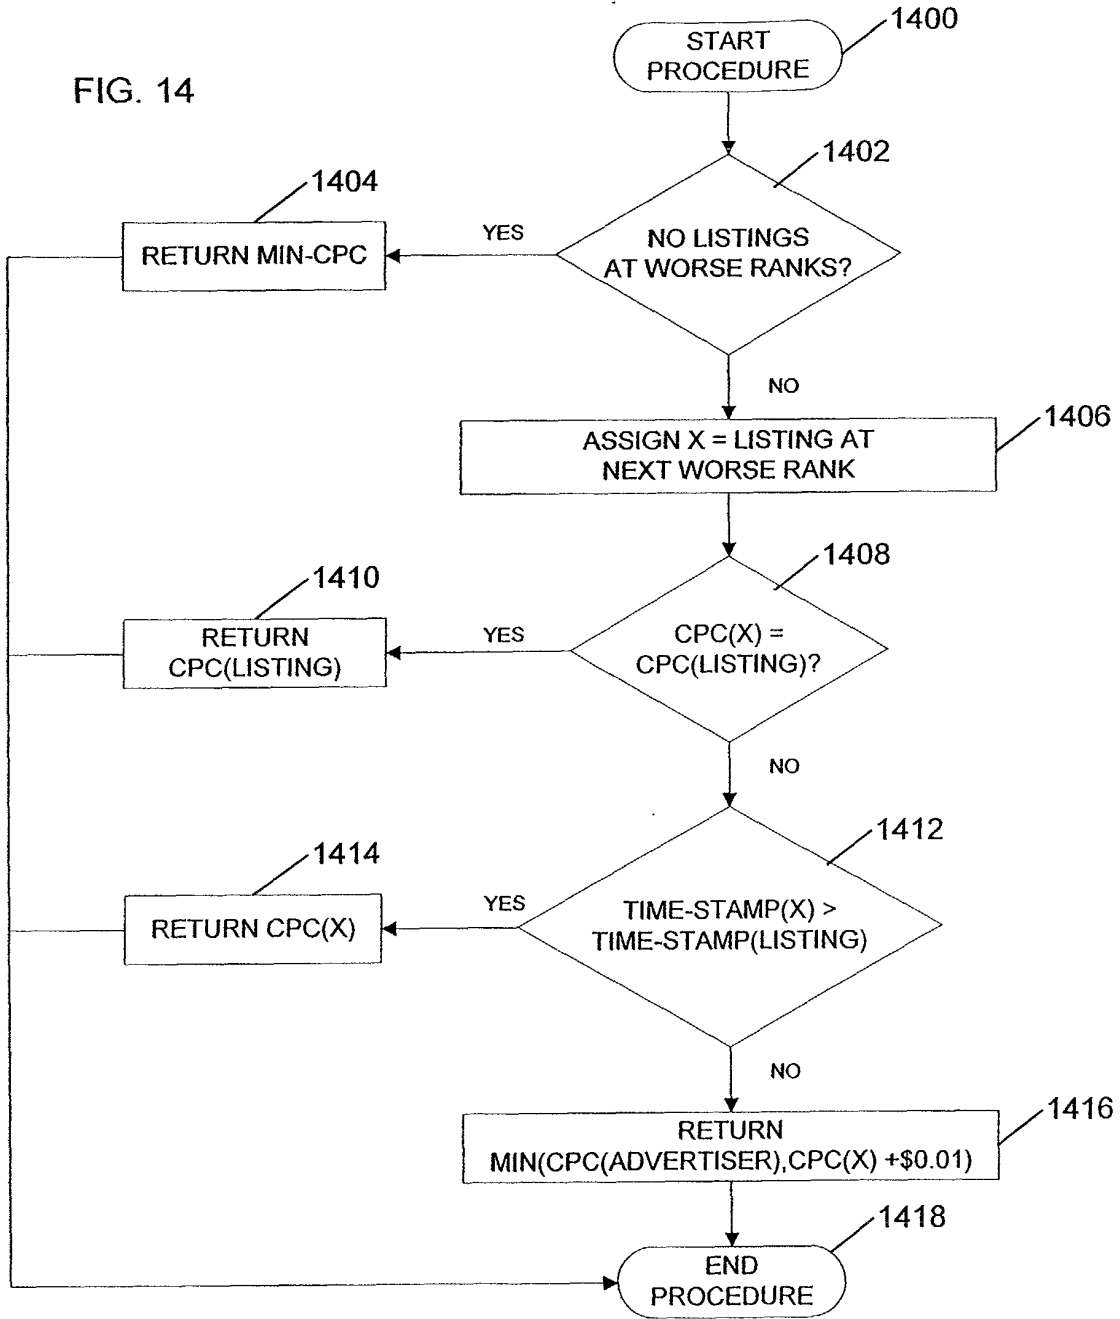 START
PROCEDURE
1400
FIG. 14
1402
1404
YES
NO LISTINGS
AT WORSE RANKS?
RETURN MIN-CPC
NO
1406
ASSIGN X = LISTING AT
NEXT WORSE RANK
1408
1410
YES
CPC(X) =
CPC(LISTING)?
RETURN
CPC(LISTING)
NO
1412
1414
YES
TIME-STAMP(X) >
TIME-STAMP(LISTING)
RETURN CPC(X)
NO
1416
RETURN
MIN(CPC(ADVERTISER),CPC(X) +$0.01)
1418
END
PROCEDURE